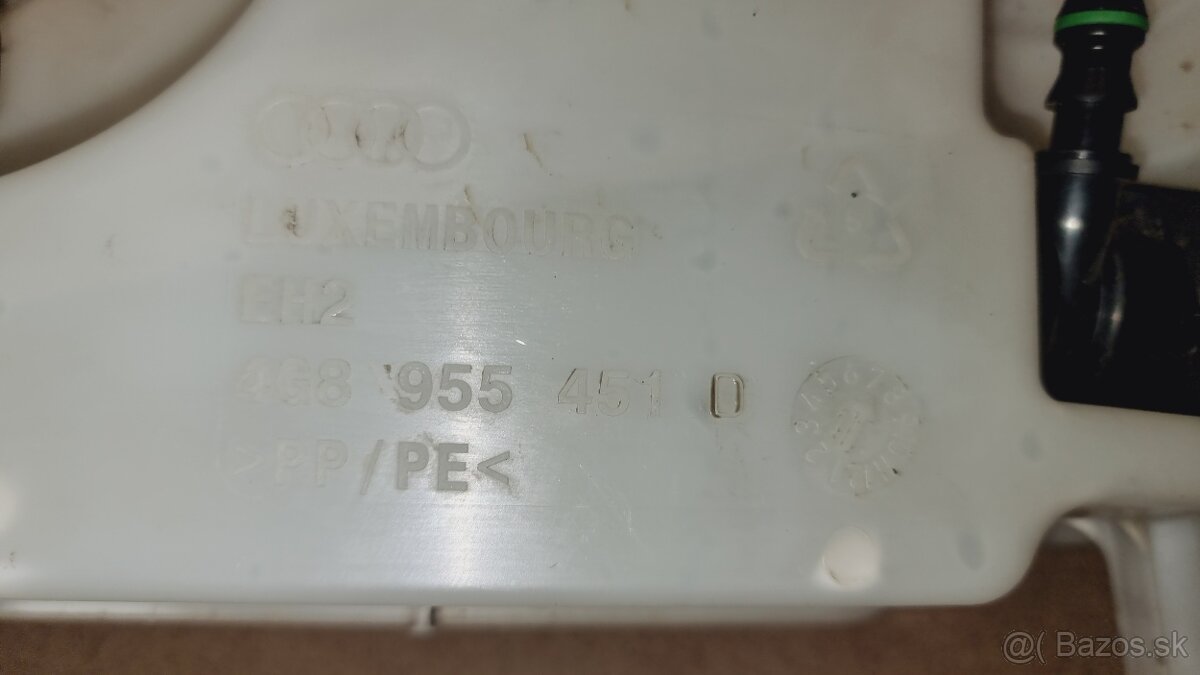 LUXEMBOURG
EH2
4G8 955 451 D
>PP/PE<
@( Bazos.sk